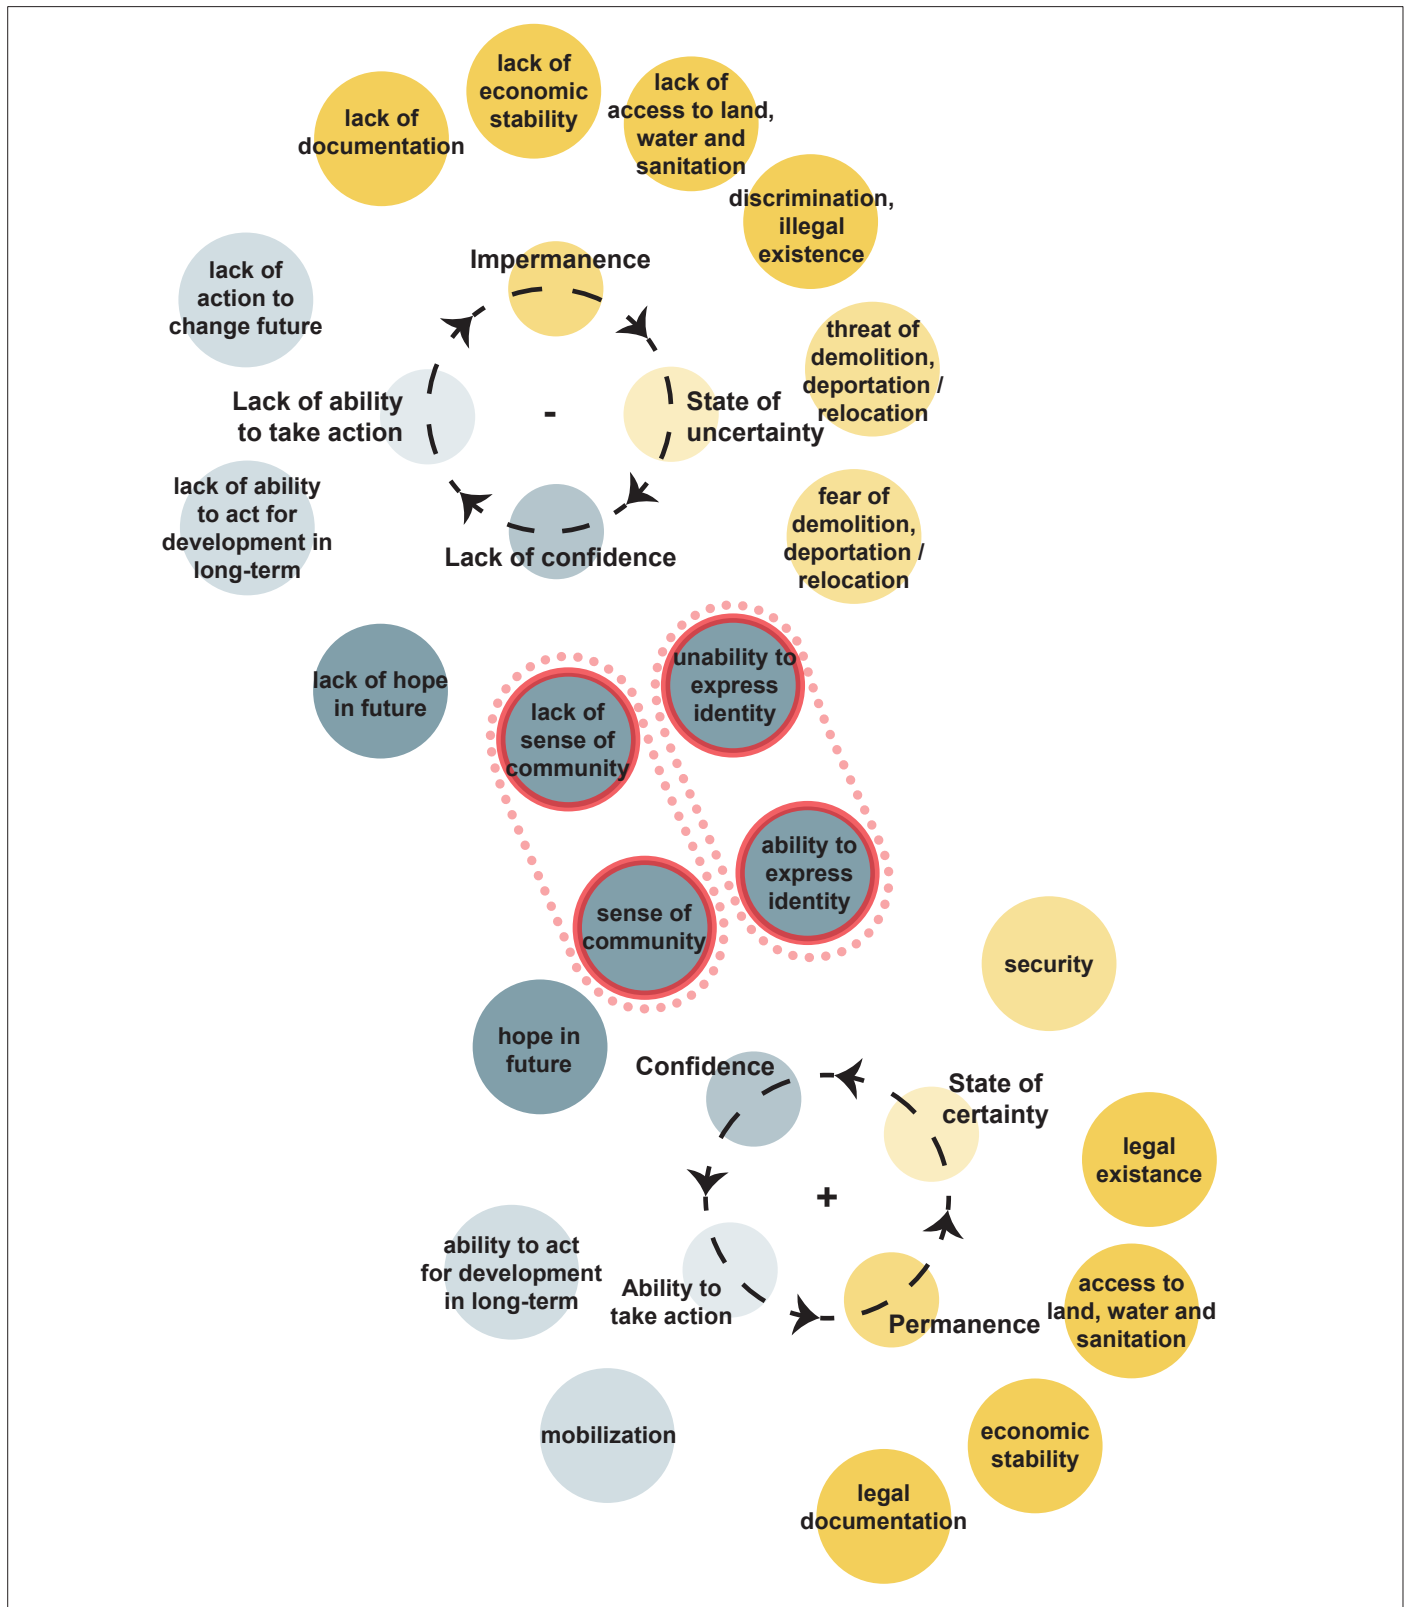 lack of
documentation
lack of
economic
stability
lack of
access to land,
water and
sanitation
discrimination,
illegal
existence
lack of
action to
change future
Impermanence
threat of
demolition,
deportation /
relocation
Lack of ability
to take action
-
State of
uncertainty
lack of ability
to act for
development in
long-term
Lack of confidence
fear of
demolition,
deportation /
relocation
lack of hope
in future
lack of
sense of
community
unability to
express
identity
ability to
express
identity
sense of
community
security
hope in
future
Confidence
State of
certainty
legal
existance
+
ability to act
for development
in long-term
Ability to
take action
Permanence
access to
land, water and
sanitation
mobilization
economic
stability
legal
documentation